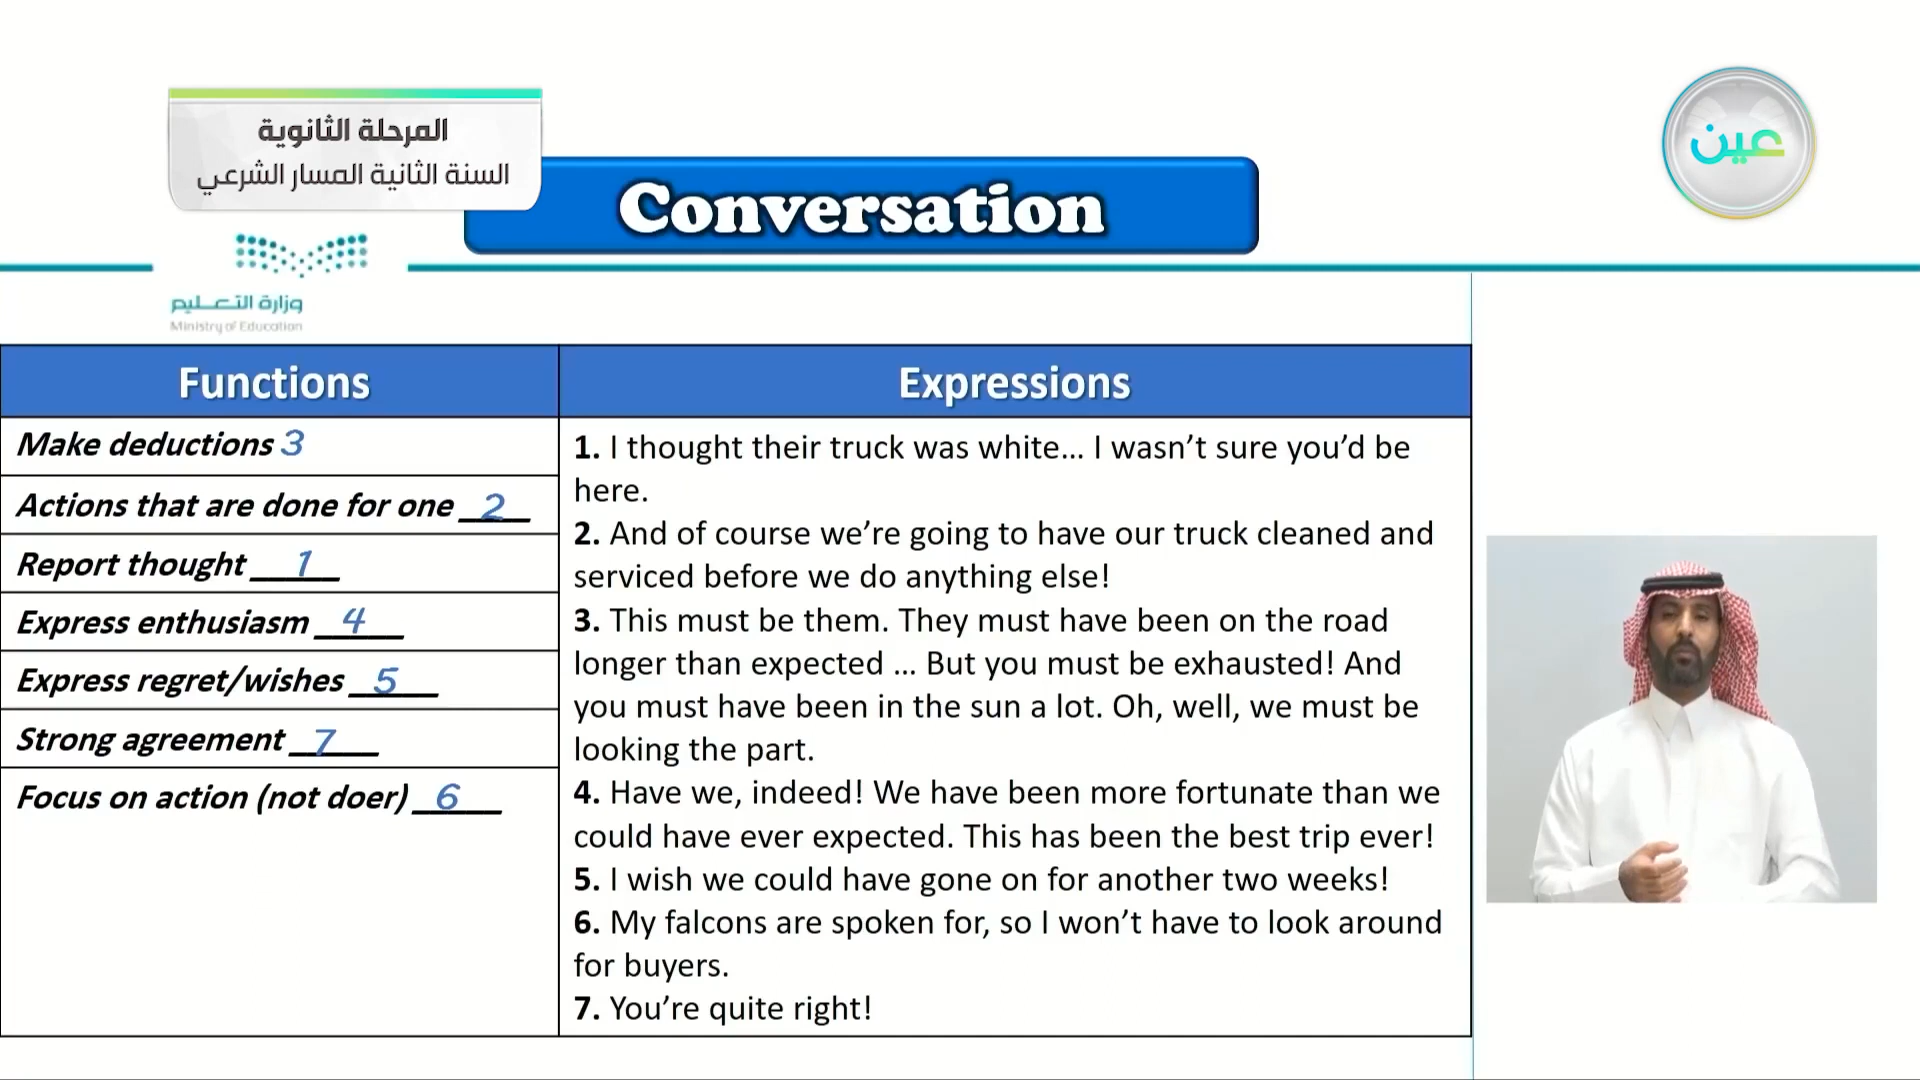 المرحلة الثانوية
السنة الثانية المسار الشرعي
عين
Conversation
وزارة التعليم
Ministry of Education
Functions
Make deductions 3
Actions that are done for one 2
Report thought 1
Express enthusiasm 4
Express regret/wishes 5
Strong agreement 7
Focus on action (not doer) 6
Expressions
1. I thought their truck was white... I wasn't sure you'd be
here.
2. And of course we're going to have our truck cleaned and
serviced before we do anything else!
3. This must be them. They must have been on the road
longer than expected ... But you must be exhausted! And
you must have been in the sun a lot. Oh, well, we must be
looking the part.
4. Have we, indeed! We have been more fortunate than we
could have ever expected. This has been the best trip ever!
5. I wish we could have gone on for another two weeks!
6. My falcons are spoken for, so I won't have to look around
for buyers.
7. You're quite right!